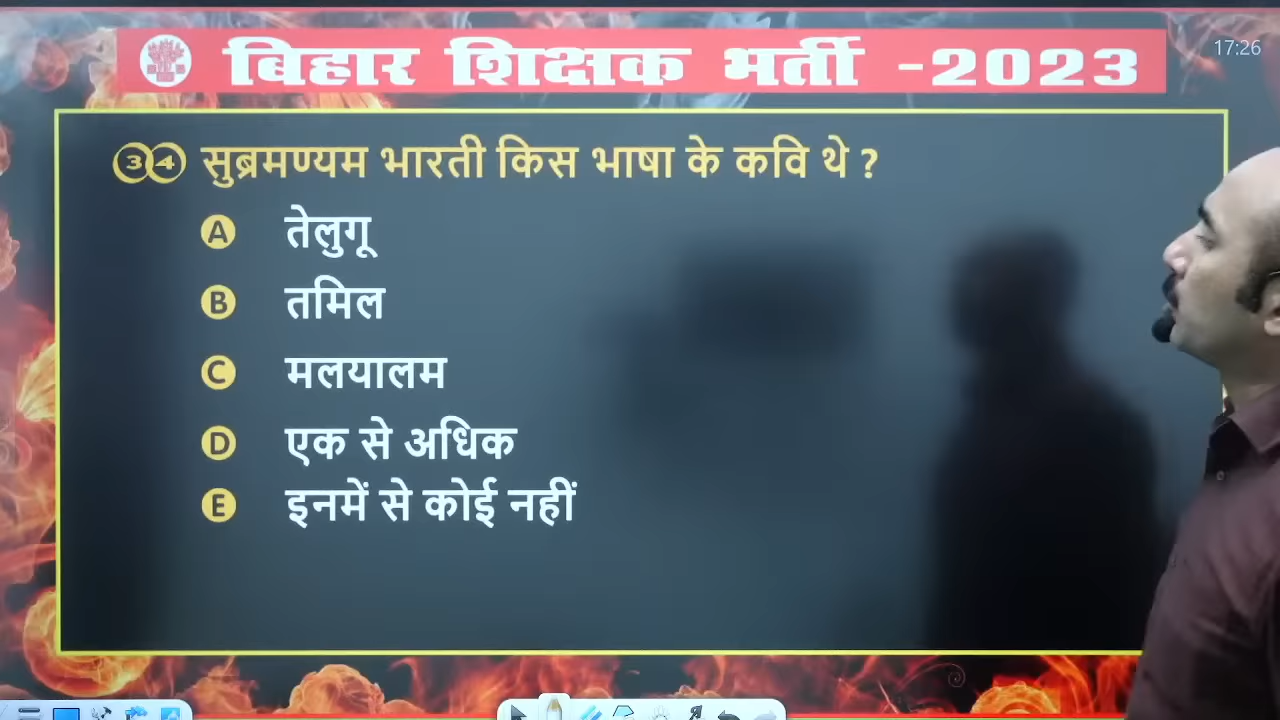 बिहार शिक्षक भर्ती -2023
17:26
34 सुब्रमण्यम भारती किस भाषा के कवि थे ?
A तेलुगू
B तमिल
C मलयालम
D एक से अधिक
E इनमें से कोई नहीं